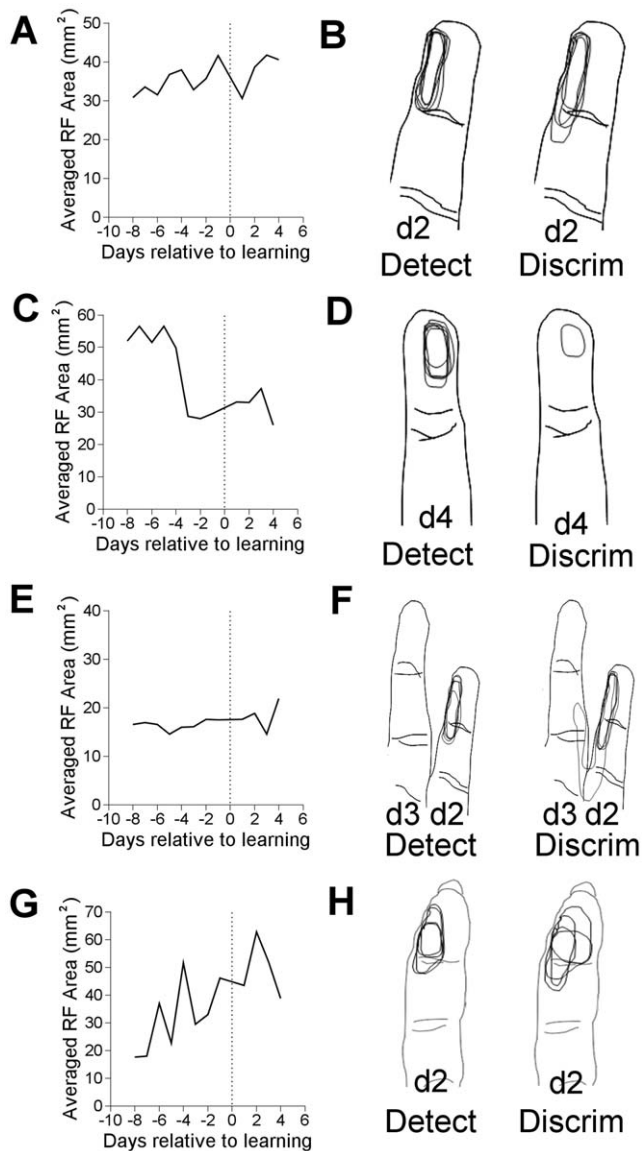 A
Averaged RF Area (mm²)
50
40
30
20
10
0
-10 -8 -6 -4 -2 0 2 4 6
Days relative to learning
B
d2 d2
Detect Discrim
C
Averaged RF Area (mm²)
60
50
40
30
20
10
0
-10 -8 -6 -4 -2 0 2 4 6
Days relative to learning
D
d4 d4
Detect Discrim
E
Averaged RF Area (mm²)
40
30
20
10
0
-10 -8 -6 -4 -2 0 2 4 6
Days relative to learning
F
d3 d2 d3 d2
Detect Discrim
G
Averaged RF Area (mm²)
70
60
50
40
30
20
10
0
-10 -8 -6 -4 -2 0 2 4 6
Days relative to learning
H
d2 d2
Detect Discrim